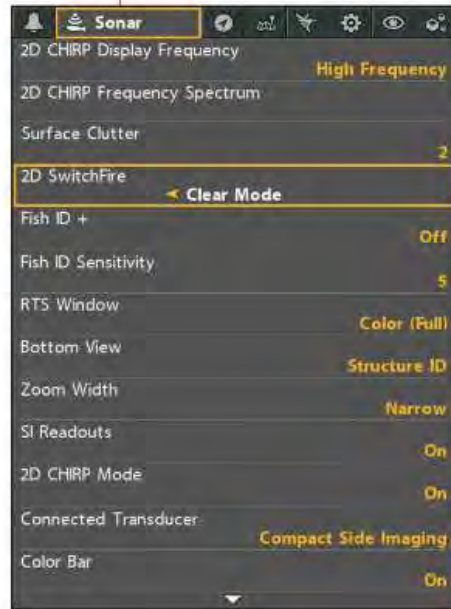 Sonar
2D CHIRP Display Frequency
High Frequency
2D CHIRP Frequency Spectrum
Surface Clutter
2
2D SwitchFire
Clear Mode
Fish ID +
Off
Fish ID Sensitivity
5
RTS Window
Color (Full)
Bottom View
Structure ID
Zoom Width
Narrow
SI Readouts
On
2D CHIRP Mode
On
Connected Transducer
Compact Side Imaging
Color Bar
On